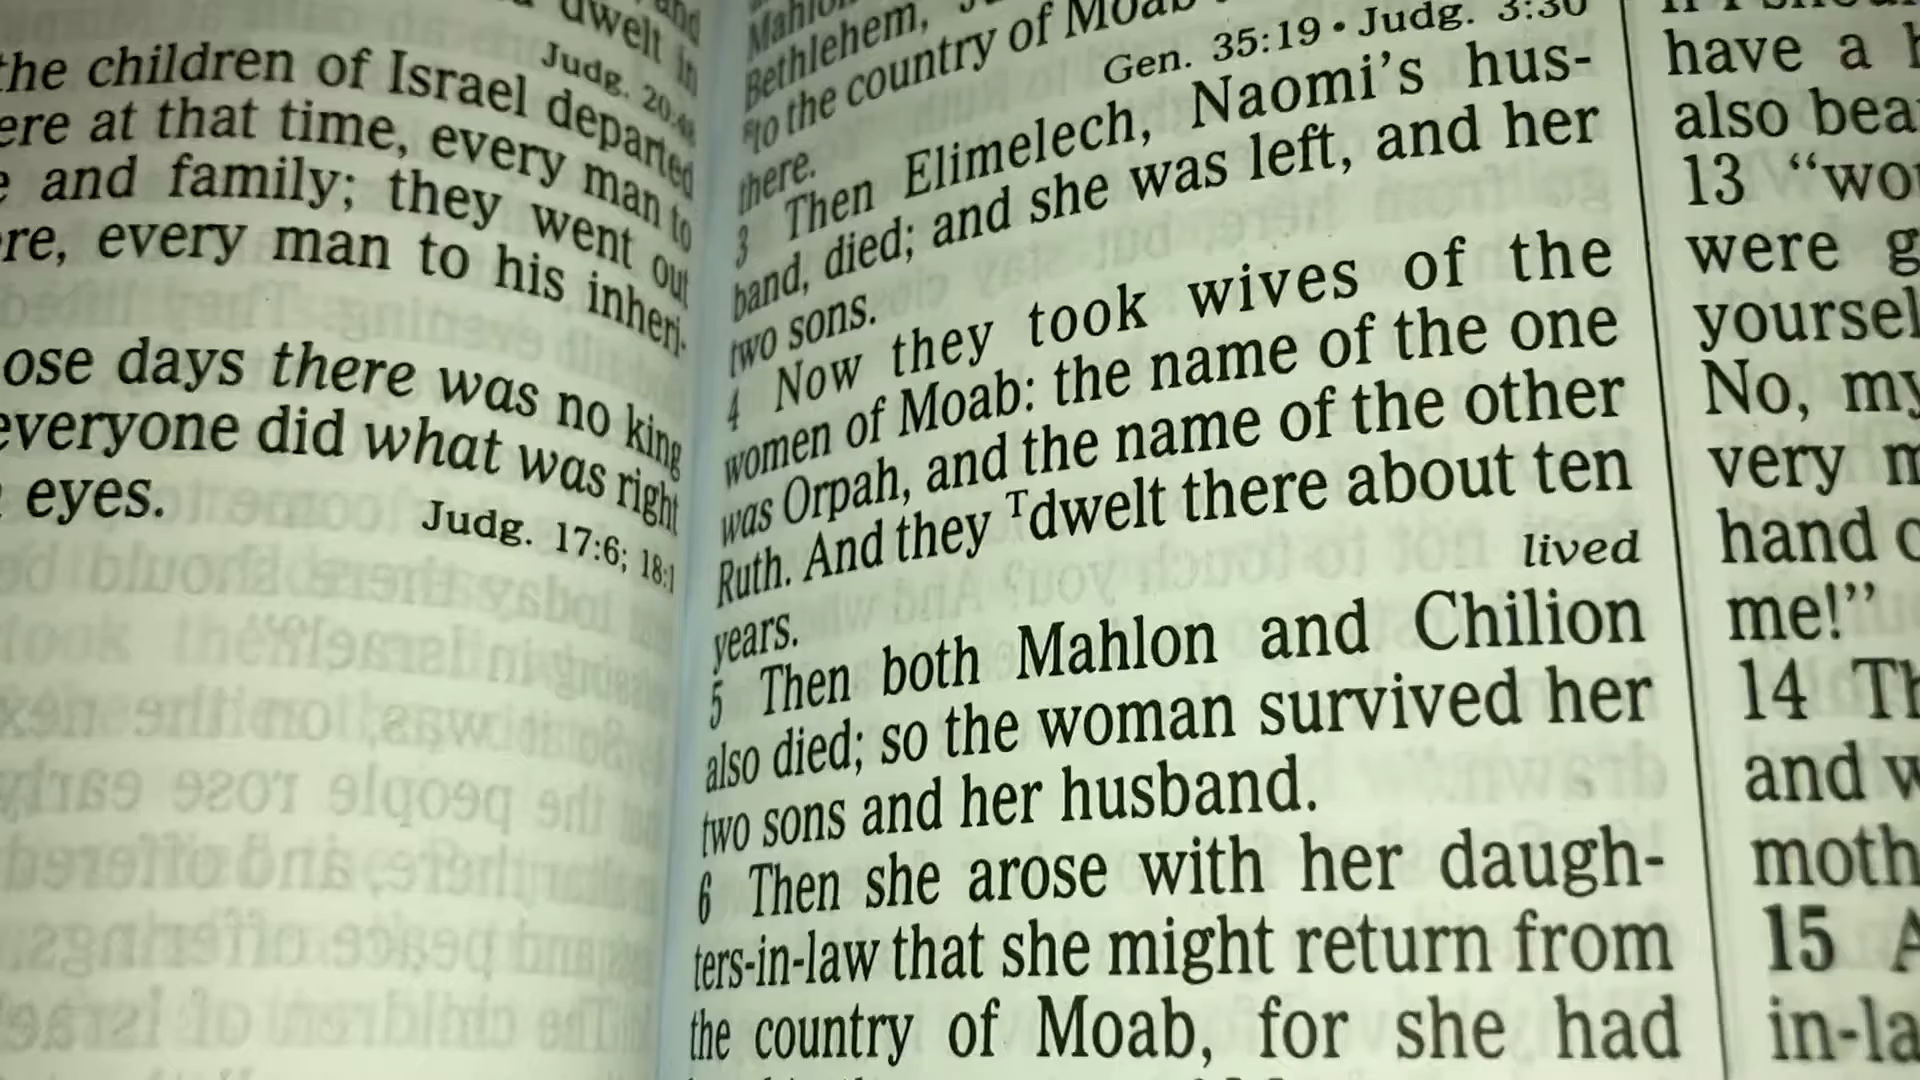 dwelt in
Judg. 20:48
the children of Israel departed
ere at that time, every man to
and family; they went out
re, every man to his inheri-
ose days there was no king
everyone did what was right
eyes.
Judg. 17:6; 18:1
Bethlehem,
to the country of Moab
Gen. 35:19 • Judg. 3:30
there.
3 Then Elimelech, Naomi's hus-
band, died; and she was left, and her
two sons.
4 Now they took wives of the
women of Moab: the name of the one
was Orpah, and the name of the other
Ruth. And they Tdwelt there about ten
lived
years.
5 Then both Mahlon and Chilion
also died; so the woman survived her
two sons and her husband.
6 Then she arose with her daugh-
ters-in-law that she might return from
the country of Moab, for she had
have a
also bea
13 “wo
were g
yoursel
No, my
very m
hand
me!”
14 Th
and w
moth
15 A
in-la